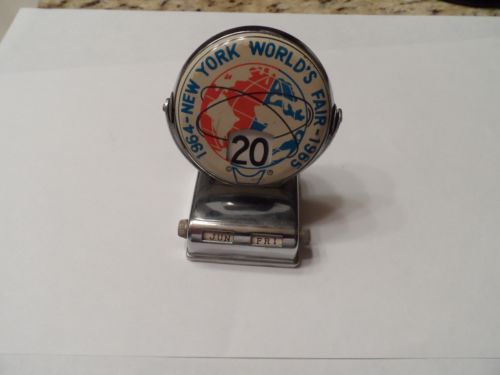 1964-NEW YORK WORLD'S FAIR-1965
20
© ®
JUN FRI